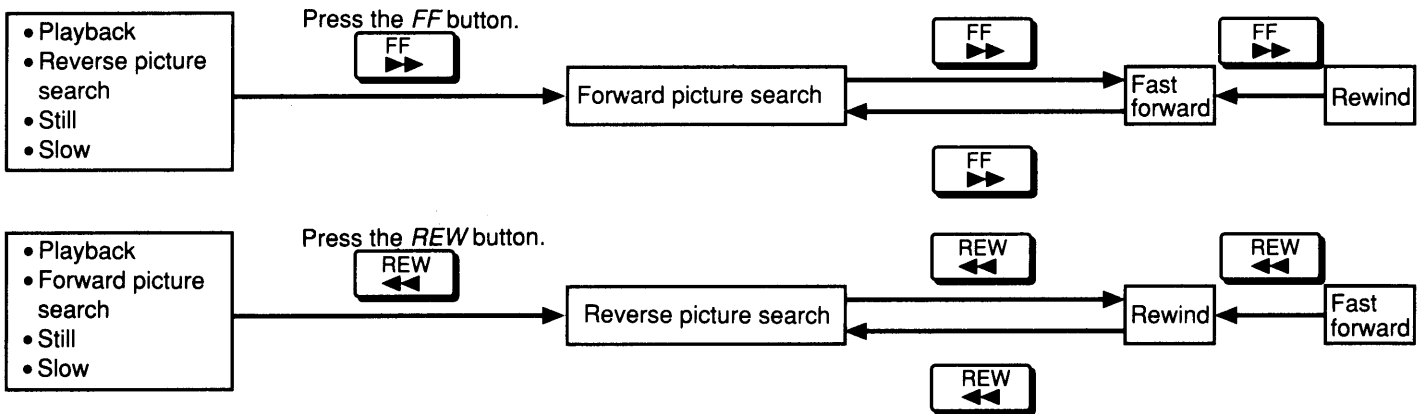 Press the FF button.
FF
FF
FF
• Playback
• Reverse picture
search
• Still
• Slow
Forward picture search
Fast
forward
Rewind
FF
Press the REW button.
REW
REW
REW
• Playback
• Forward picture
search
• Still
• Slow
Reverse picture search
Rewind
Fast
forward
REW